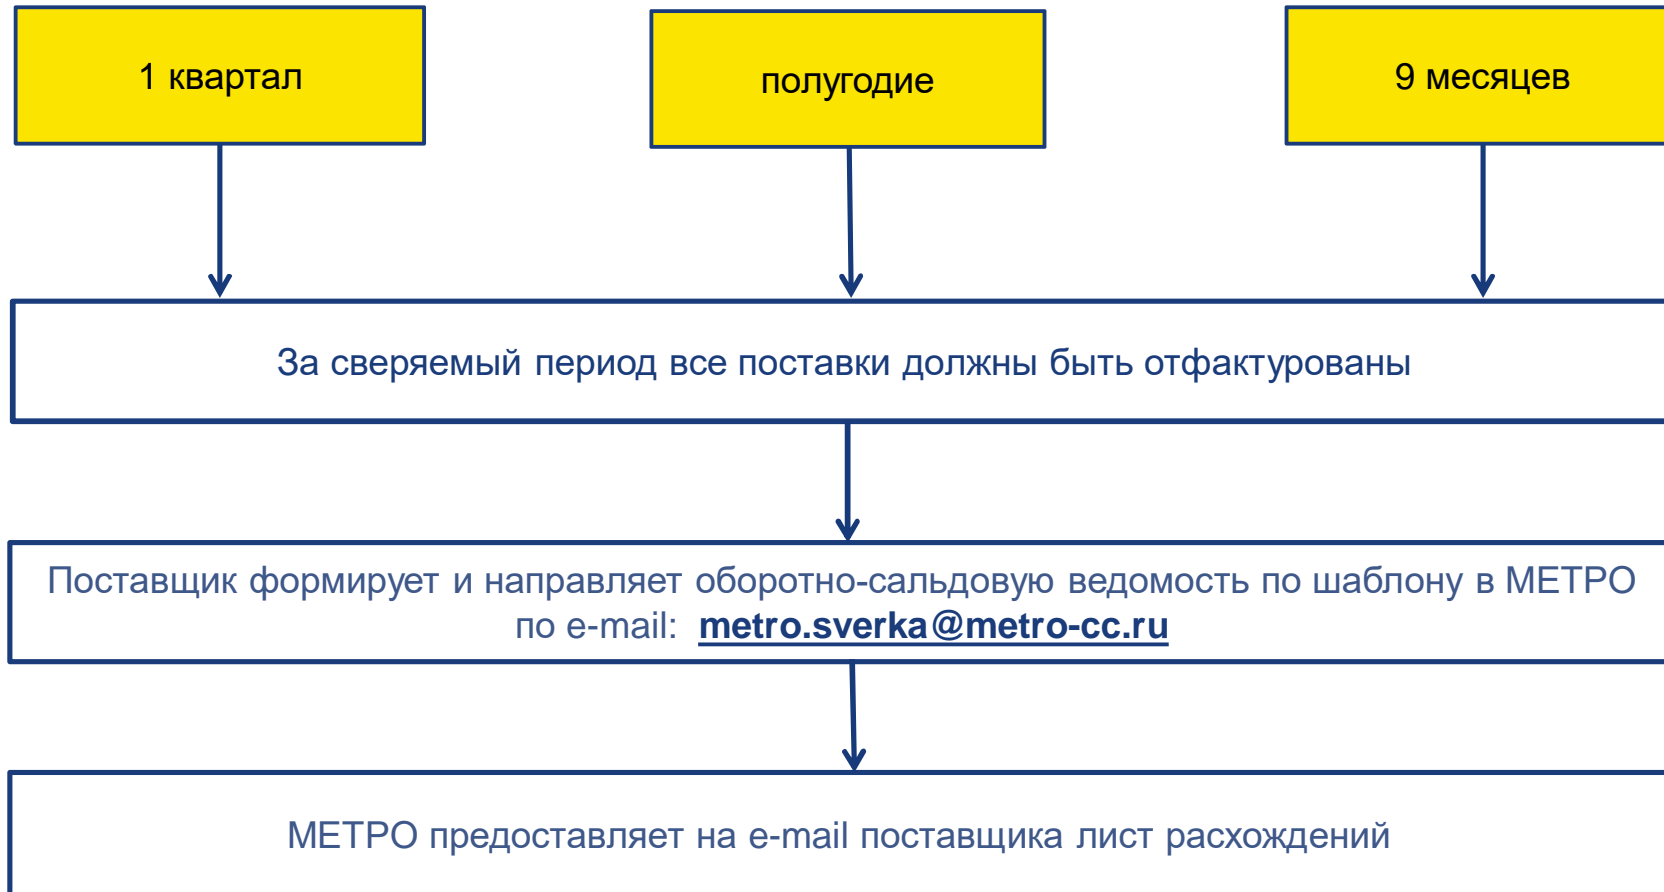 1 квартал
полугодие
9 месяцев
За сверяемый период все поставки должны быть отфактурованы
Поставщик формирует и направляет оборотно-сальдовую ведомость по шаблону в МЕТРО
по e-mail: metro.sverka@metro-cc.ru
МЕТРО предоставляет на e-mail поставщика лист расхождений